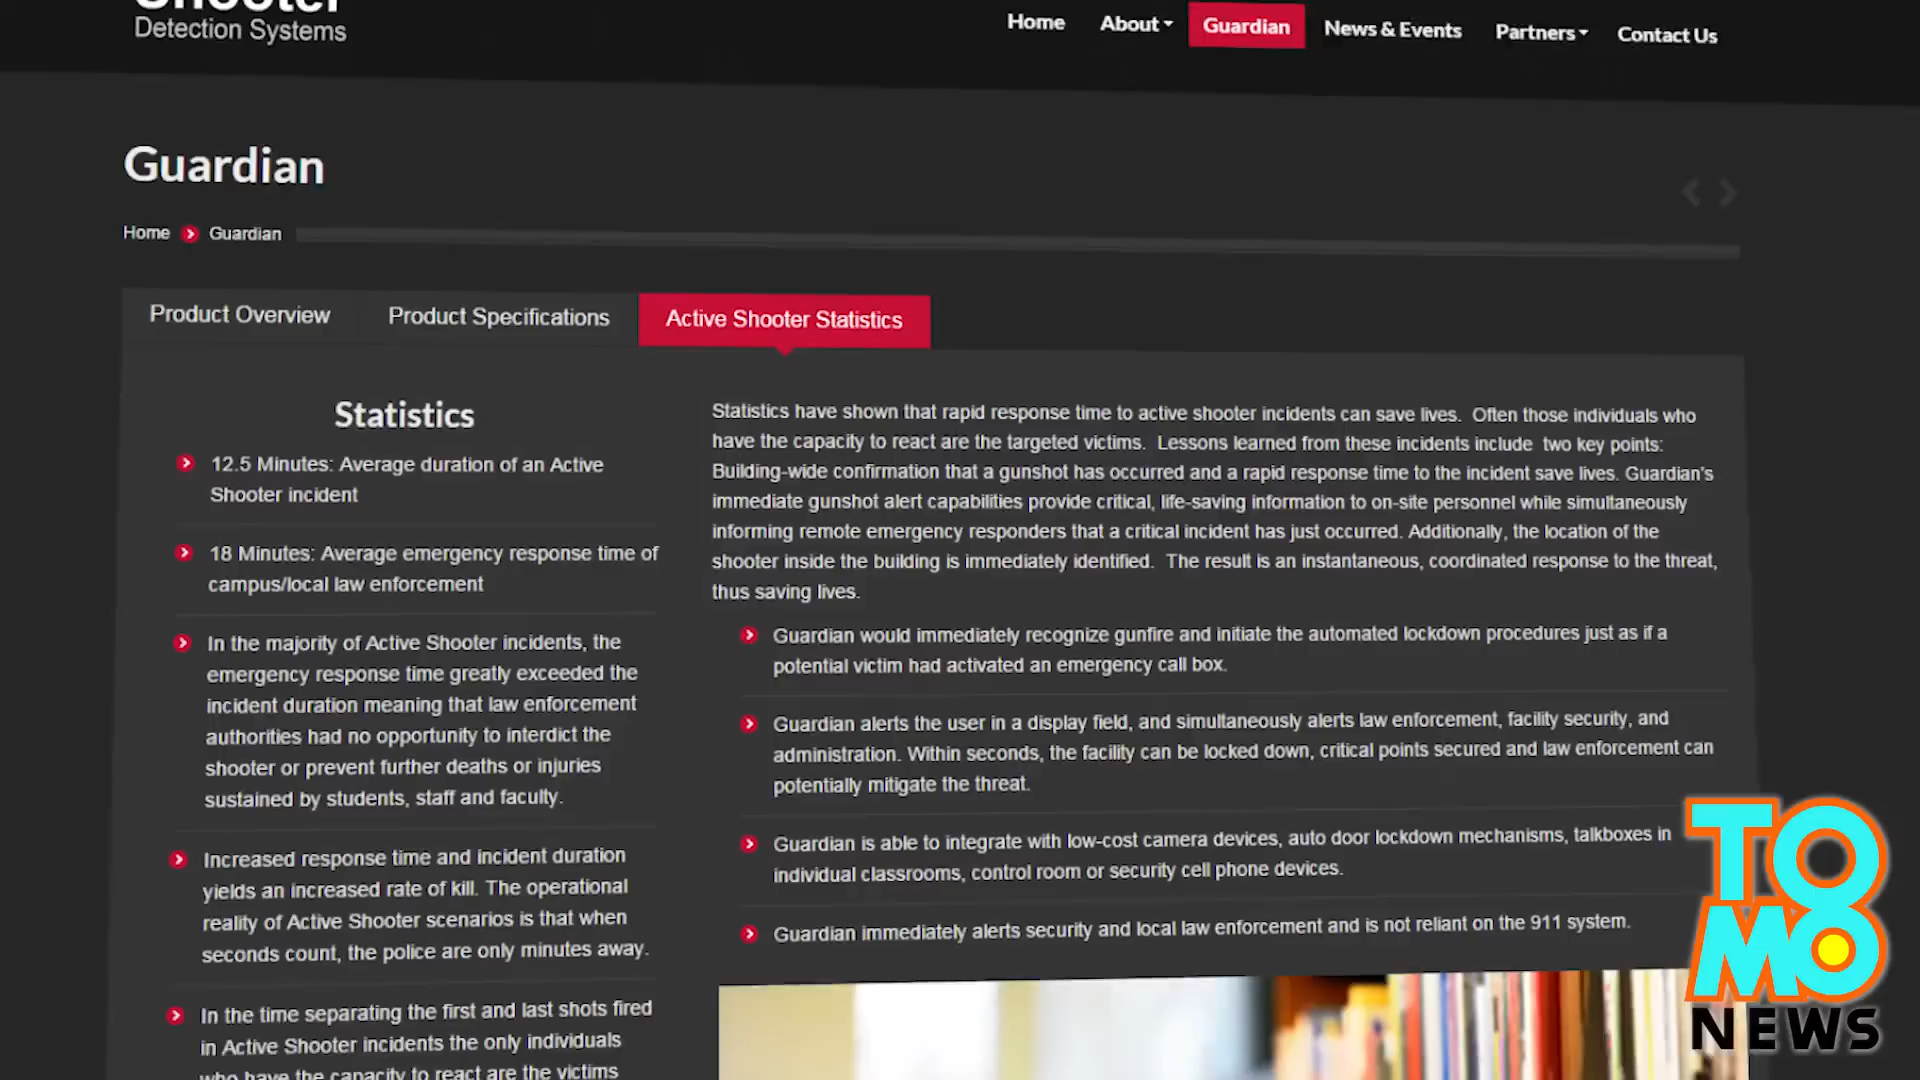 Shooter
Detection Systems
Home About Guardian News & Events Partners Contact Us
Guardian
Home Guardian
Product Overview Product Specifications Active Shooter Statistics
Statistics
12.5 Minutes: Average duration of an Active
Shooter incident
18 Minutes: Average emergency response time of
campus/local law enforcement
In the majority of Active Shooter incidents, the
emergency response time greatly exceeded the
incident duration meaning that law enforcement
authorities had no opportunity to interdict the
shooter or prevent further deaths or injuries
sustained by students, staff and faculty.
Increased response time and incident duration
yields an increased rate of kill. The operational
reality of Active Shooter scenarios is that when
seconds count, the police are only minutes away.
In the time separating the first and last shots fired
in Active Shooter incidents the only individuals
who have the capacity to react are the victims
Statistics have shown that rapid response time to active shooter incidents can save lives. Often those individuals who
have the capacity to react are the targeted victims. Lessons learned from these incidents include two key points:
Building-wide confirmation that a gunshot has occurred and a rapid response time to the incident save lives. Guardian's
immediate gunshot alert capabilities provide critical, life-saving information to on-site personnel while simultaneously
informing remote emergency responders that a critical incident has just occurred. Additionally, the location of the
shooter inside the building is immediately identified. The result is an instantaneous, coordinated response to the threat,
thus saving lives.
Guardian would immediately recognize gunfire and initiate the automated lockdown procedures just as if a
potential victim had activated an emergency call box.
Guardian alerts the user in a display field, and simultaneously alerts law enforcement, facility security, and
administration. Within seconds, the facility can be locked down, critical points secured and law enforcement can
potentially mitigate the threat.
Guardian is able to integrate with low-cost camera devices, auto door lockdown mechanisms, talkboxes in
individual classrooms, control room or security cell phone devices.
Guardian immediately alerts security and local law enforcement and is not reliant on the 911 system.
TOMO
NEWS